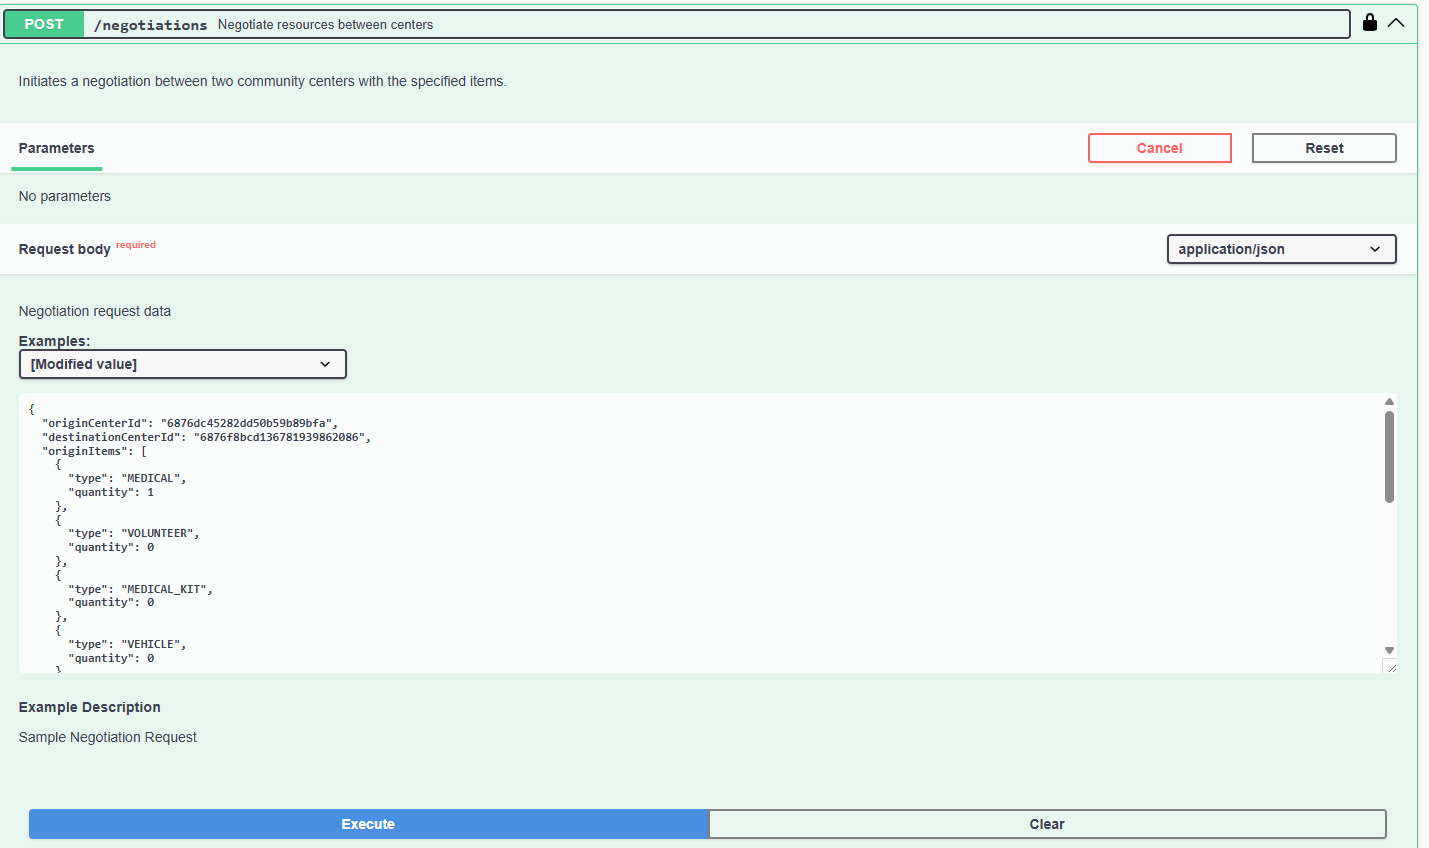 POST /negotiations Negotiate resources between centers
Initiates a negotiation between two community centers with the specified items.
Parameters Cancel Reset
No parameters
Request body required application/json
Negotiation request data
Examples:
[Modified value]
{
"originCenterId": "6876dc45282dd50b59b89bfa",
"destinationCenterId": "6876f8bcd136781939862086",
"originItems": [
{
"type": "MEDICAL",
"quantity": 1
},
{
"type": "VOLUNTEER",
"quantity": 0
},
{
"type": "MEDICAL_KIT",
"quantity": 0
},
{
"type": "VEHICLE",
"quantity": 0
}
Example Description
Sample Negotiation Request
Execute Clear